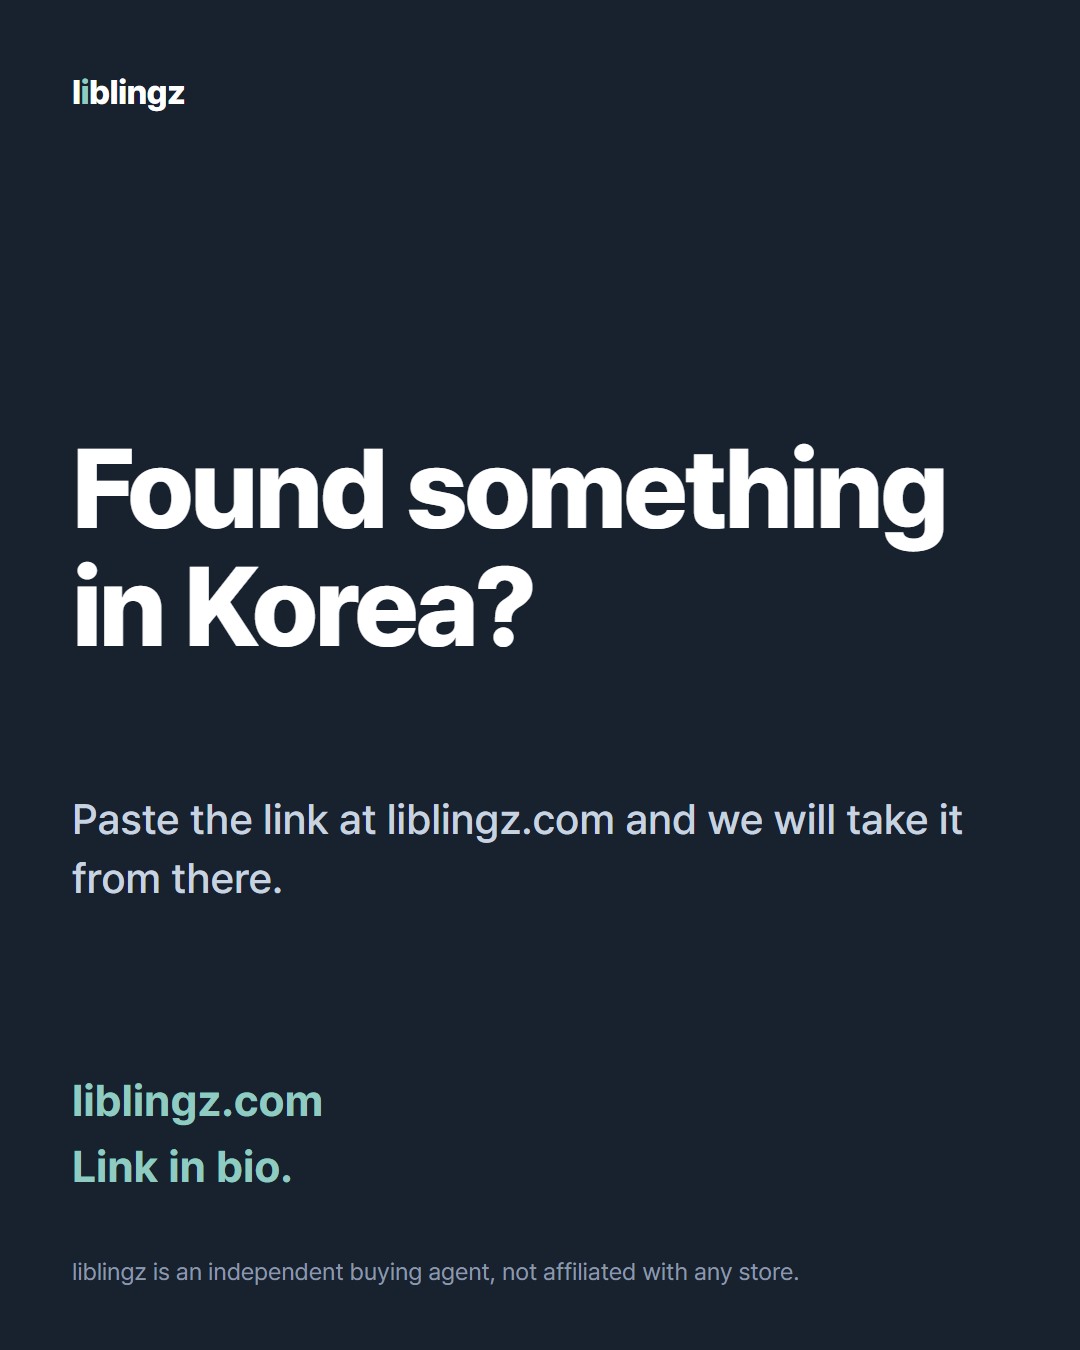 liblingz
Found something
in Korea?
Paste the link at liblingz.com and we will take it
from there.
liblingz.com
Link in bio.
liblingz is an independent buying agent, not affiliated with any store.